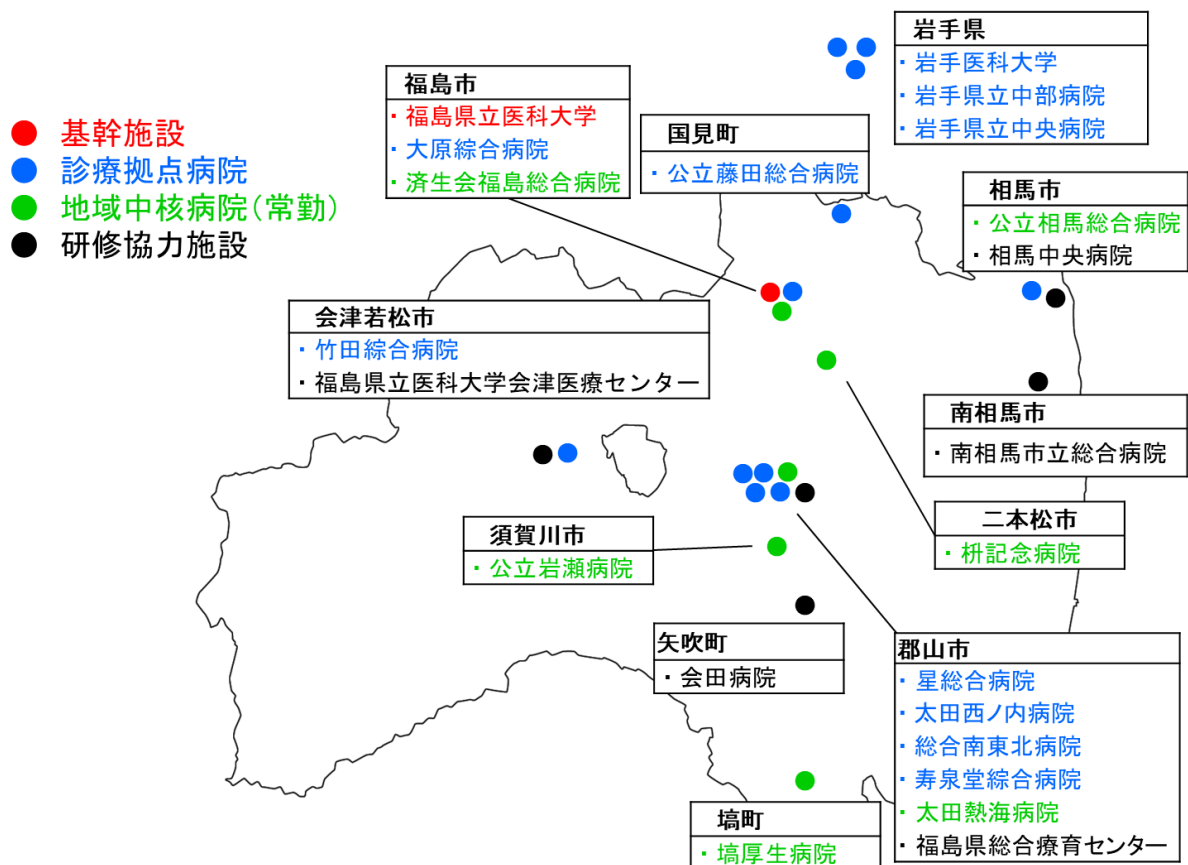 基幹施設
診療拠点病院
地域中核病院(常勤)
研修協力施設
福島市
・福島県立医科大学
・大原綜合病院
・済生会福島総合病院
国見町
・公立藤田総合病院
岩手県
・岩手医科大学
・岩手県立中部病院
・岩手県立中央病院
相馬市
・公立相馬総合病院
・相馬中央病院
会津若松市
・竹田綜合病院
・福島県立医科大学会津医療センター
南相馬市
・南相馬市立総合病院
二本松市
・枡記念病院
須賀川市
・公立岩瀬病院
矢吹町
・会田病院
郡山市
・星総合病院
・太田西ノ内病院
・総合南東北病院
・寿泉堂綜合病院
・太田熱海病院
・福島県総合療育センター
塙町
・塙厚生病院